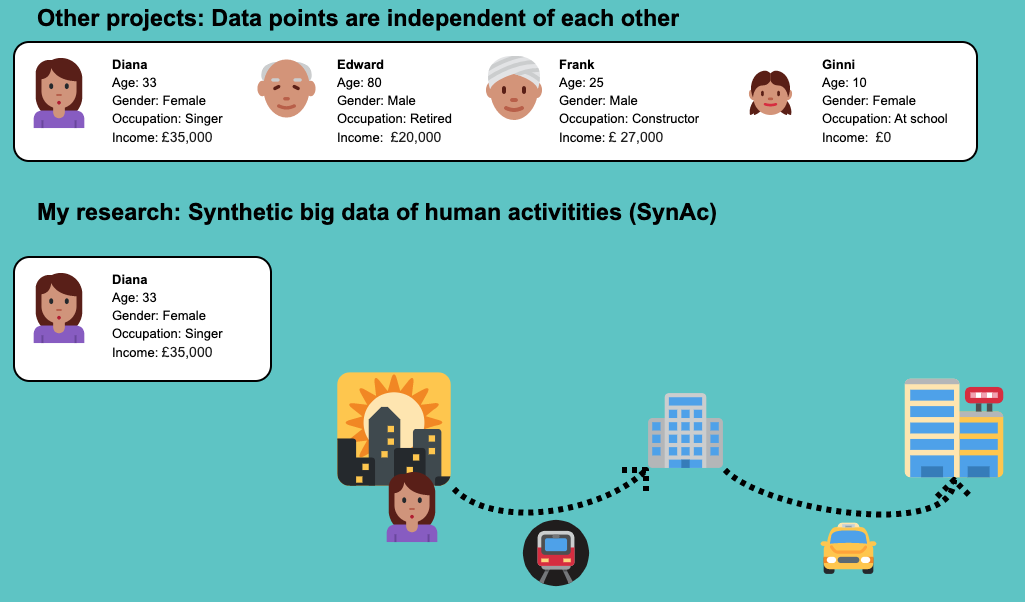 Other projects: Data points are independent of each other
Diana
Age: 33
Gender: Female
Occupation: Singer
Income: £35,000
Edward
Age: 80
Gender: Male
Occupation: Retired
Income:  £20,000
Frank
Age: 25
Gender: Male
Occupation: Constructor
Income: £ 27,000
Ginni
Age: 10
Gender: Female
Occupation: At school
Income:  £0
My research: Synthetic big data of human activitities (SynAc)
Diana
Age: 33
Gender: Female
Occupation: Singer
Income: £35,000